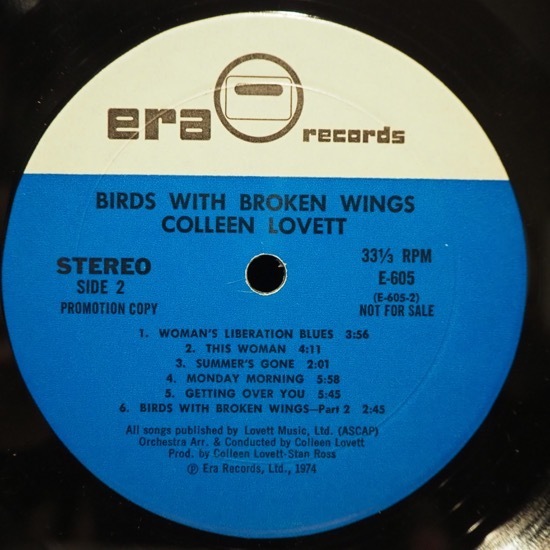 era records
BIRDS WITH BROKEN WINGS
COLLEEN LOVETT
STEREO
SIDE 2
PROMOTION COPY
33⅓ RPM
E-605
(E-605-2)
NOT FOR SALE
1. WOMAN'S LIBERATION BLUES 3:56
2. THIS WOMAN 4:11
3. SUMMER'S GONE 2:01
4. MONDAY MORNING 5:58
5. GETTING OVER YOU 5:45
6. BIRDS WITH BROKEN WINGS—Part 2 2:45
All songs published by Lovett Music, Ltd. (ASCAP)
Orchestra Arr. & Conducted by Colleen Lovett
Prod. by Colleen Lovett-Stan Ross
℗ Era Records, Ltd., 1974